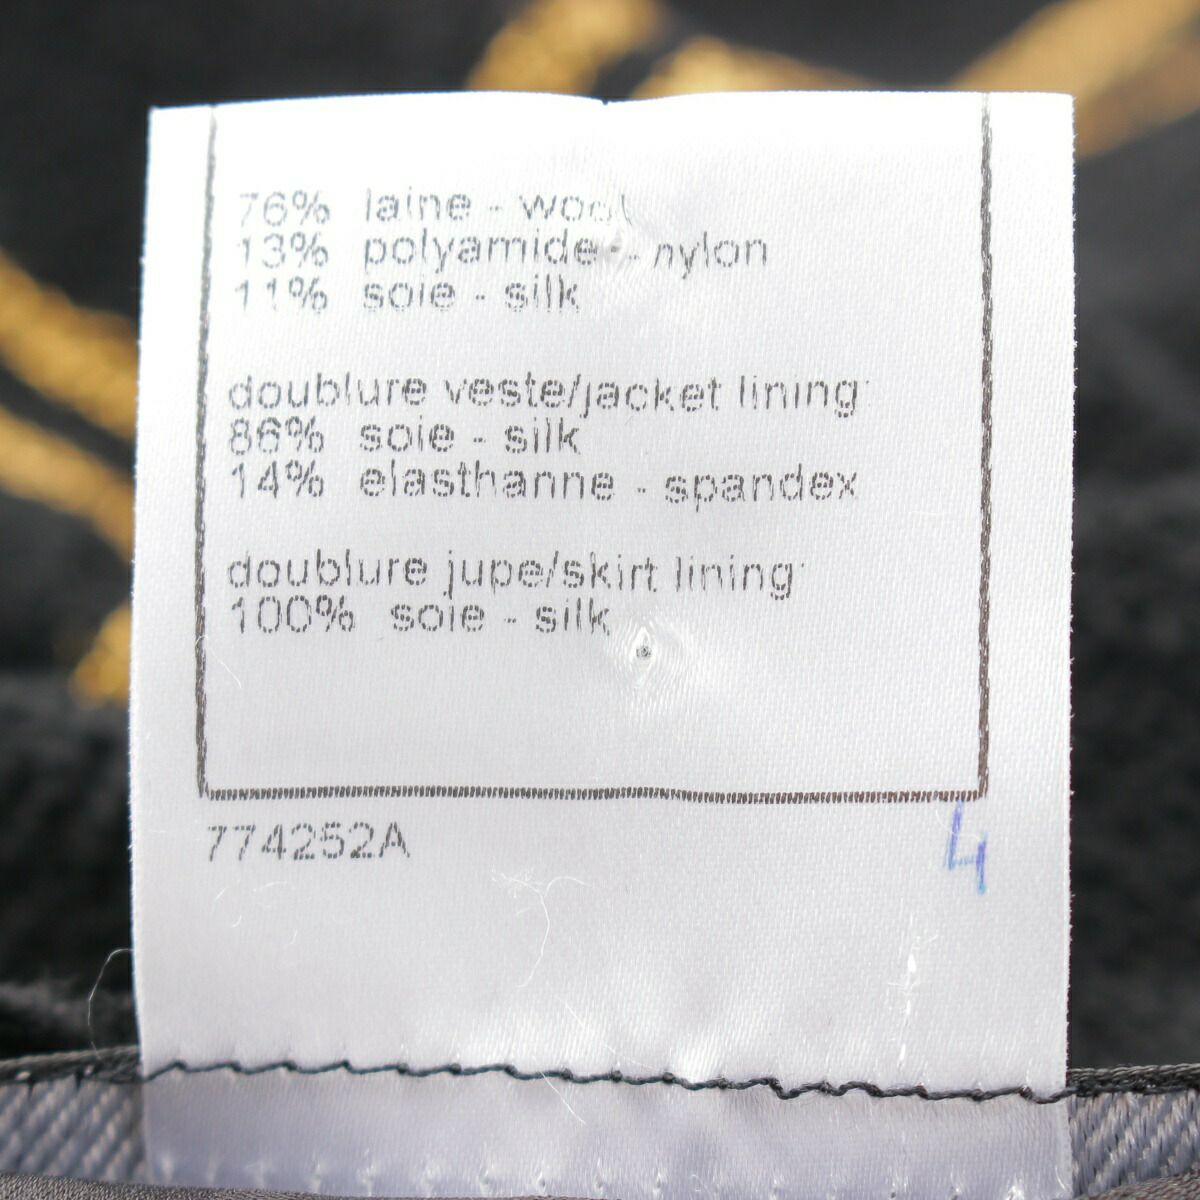 76% laine - wool
13% polyamide - nylon
11% soie - silk
doublure veste/jacket lining:
86% soie - silk
14% elasthanne - spandex
doublure jupe/skirt lining:
100% soie - silk
774252A
4